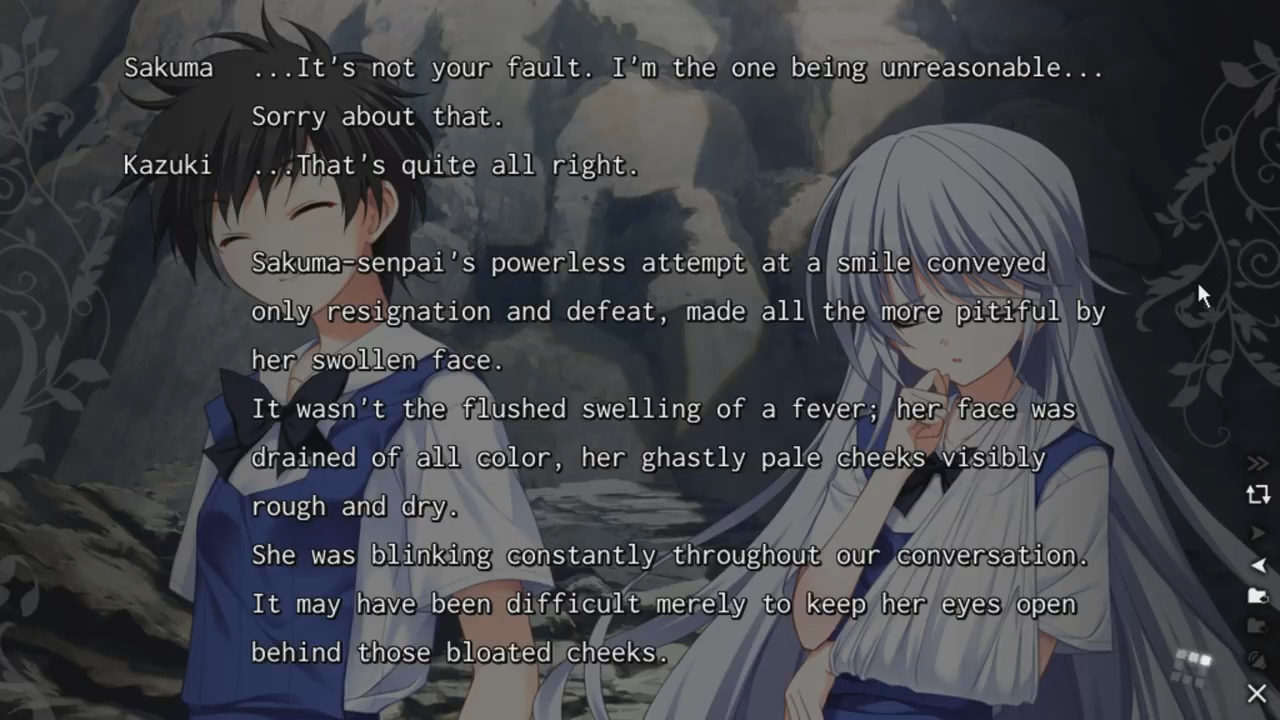 Sakuma ...It's not your fault. I'm the one being unreasonable...
Sorry about that.
Kazuki ...That's quite all right.
Sakuma-senpai's powerless attempt at a smile conveyed
only resignation and defeat, made all the more pitiful by
her swollen face.
It wasn't the flushed swelling of a fever; her face was
drained of all color, her ghastly pale cheeks visibly
rough and dry.
She was blinking constantly throughout our conversation.
It may have been difficult merely to keep her eyes open
behind those bloated cheeks.